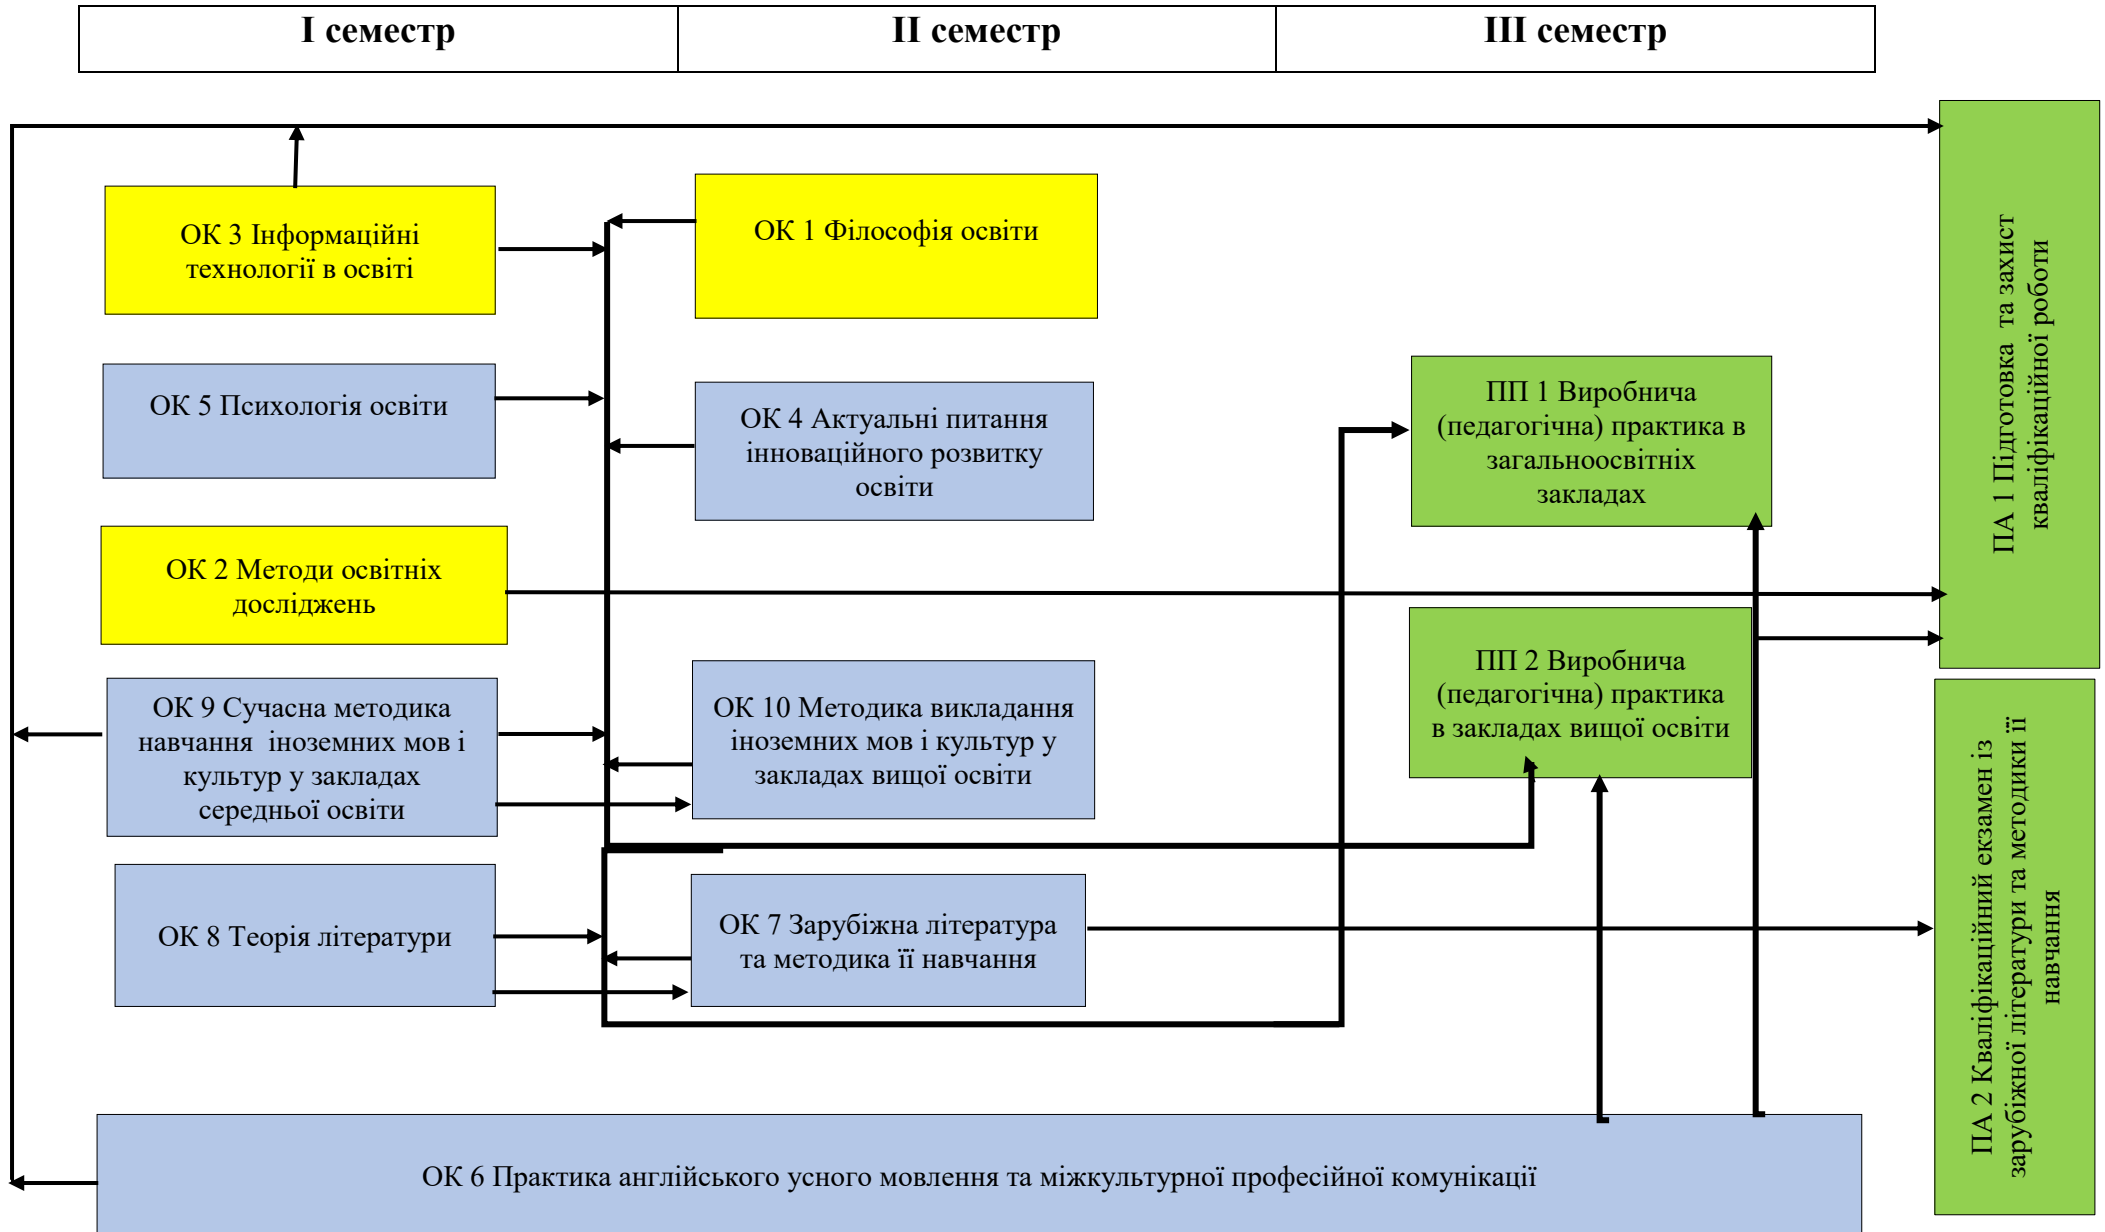 І семестр
ІІ семестр
ІІІ семестр
ОК 3 Інформаційні
технології в освіті
ОК 1 Філософія освіти
ОК 5 Психологія освіти
ОК 4 Актуальні питання
інноваційного розвитку
освіти
ПП 1 Виробнича
(педагогічна) практика в
загальноосвітніх
закладах
ПА 1 Підготовка та захист
кваліфікаційної роботи
ОК 2 Методи освітніх
досліджень
ОК 9 Сучасна методика
навчання іноземних мов і
культур у закладах
середньої освіти
ОК 10 Методика викладання
іноземних мов і культур у
закладах вищої освіти
ПП 2 Виробнича
(педагогічна) практика
в закладах вищої освіти
ОК 8 Теорія літератури
ОК 7 Зарубіжна література
та методика її навчання
ПА 2 Кваліфікаційний екзамен із
зарубіжної літератури та методики її
навчання
ОК 6 Практика англійського усного мовлення та міжкультурної професійної комунікації